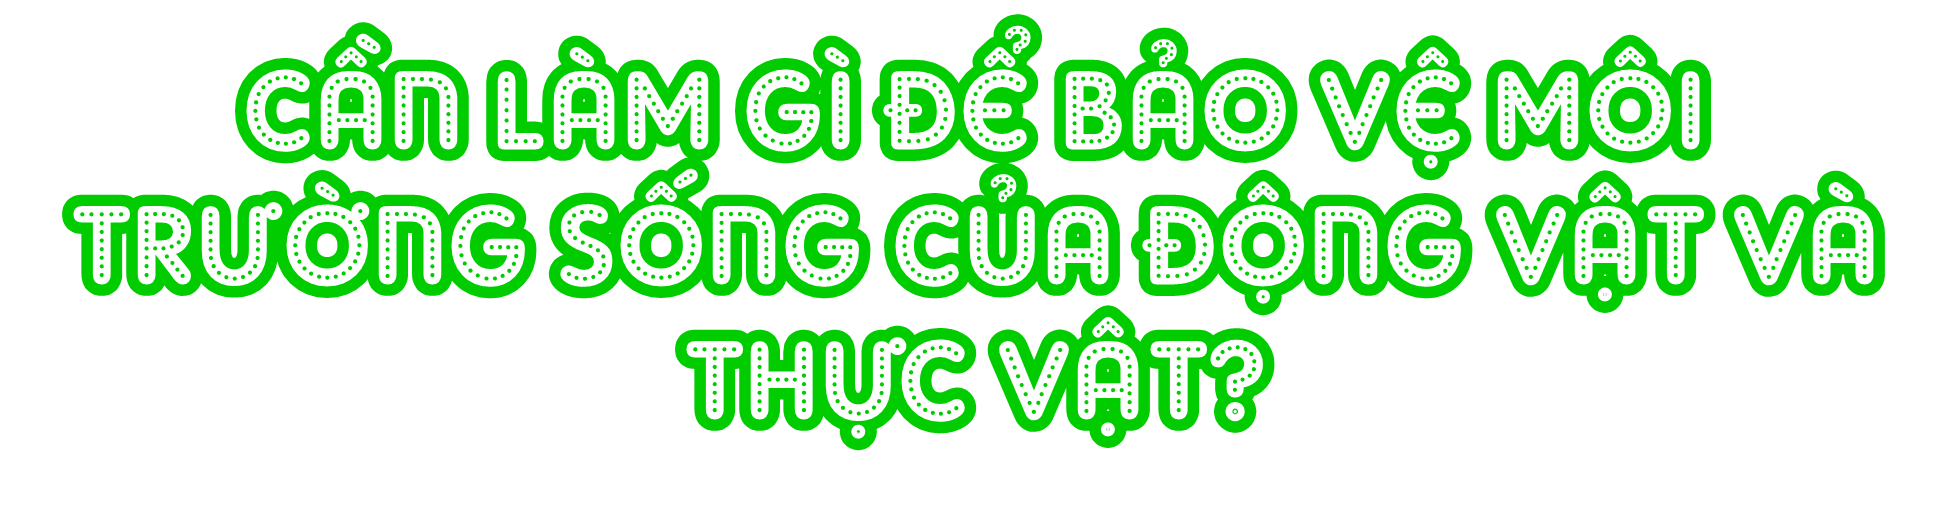 CẦN LÀM GÌ ĐỂ BẢO VỆ MÔI
TRƯỜNG SỐNG CỦA ĐỘNG VẬT VÀ
THỰC VẬT?